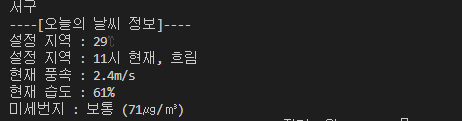 서구
----[오늘의 날씨 정보]----
설정 지역 : 29℃
설정 지역 : 11시 현재, 흐림
현재 풍속 : 2.4m/s
현재 습도 : 61%
미세번지 : 보통 (71㎍/㎥)